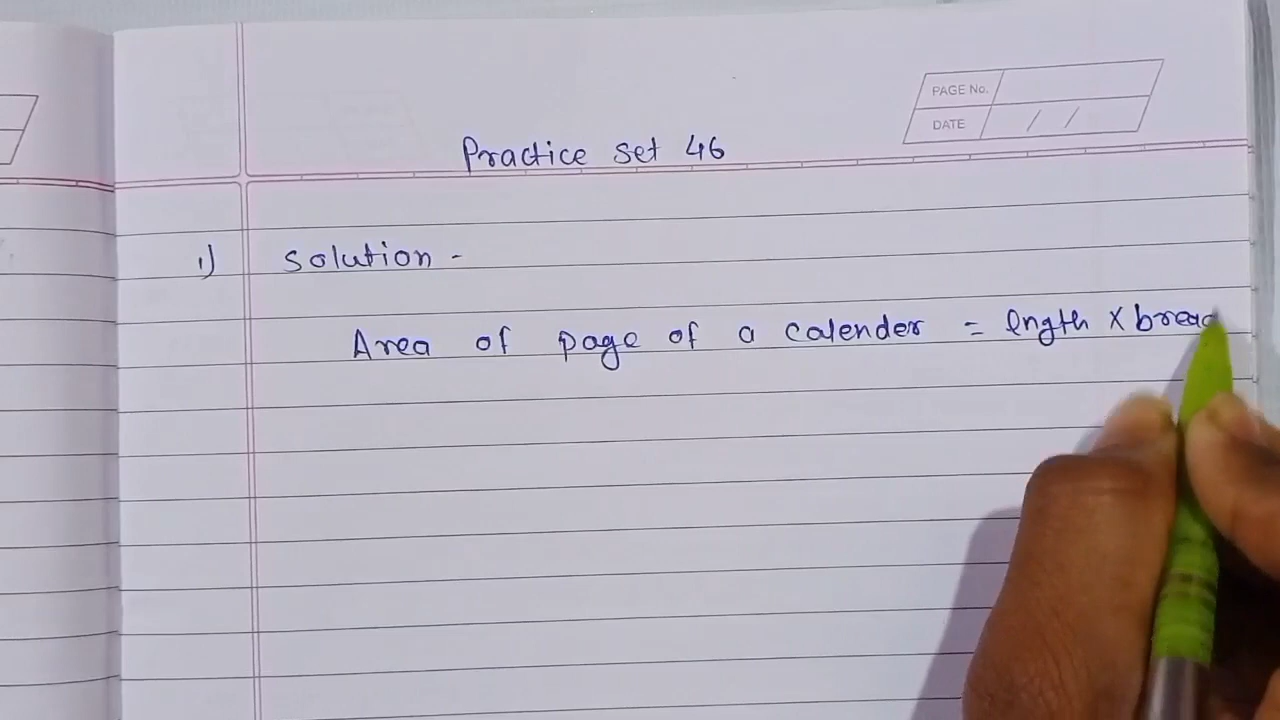 PAGE No.
DATE / /
Practice set 46
1) Solution -
Area of page of a calender = length × bread